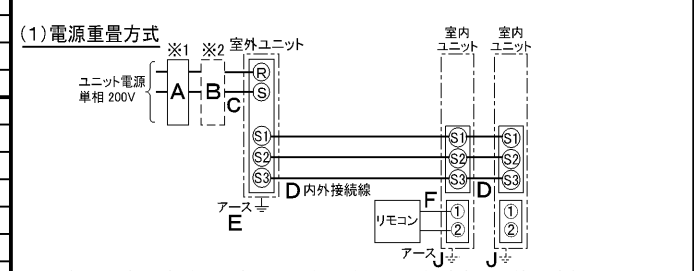 (1)電源重畳方式
※1 ※2 室外ユニット
室内
ユニット
室内
ユニット
ユニット電源
単相 200V
A B C R S
S1 S1 S1
S2 S2 S2
S3 S3 D S3
D 内外接続線
アース
E
リモコン F ① ② ① ②
アース J J